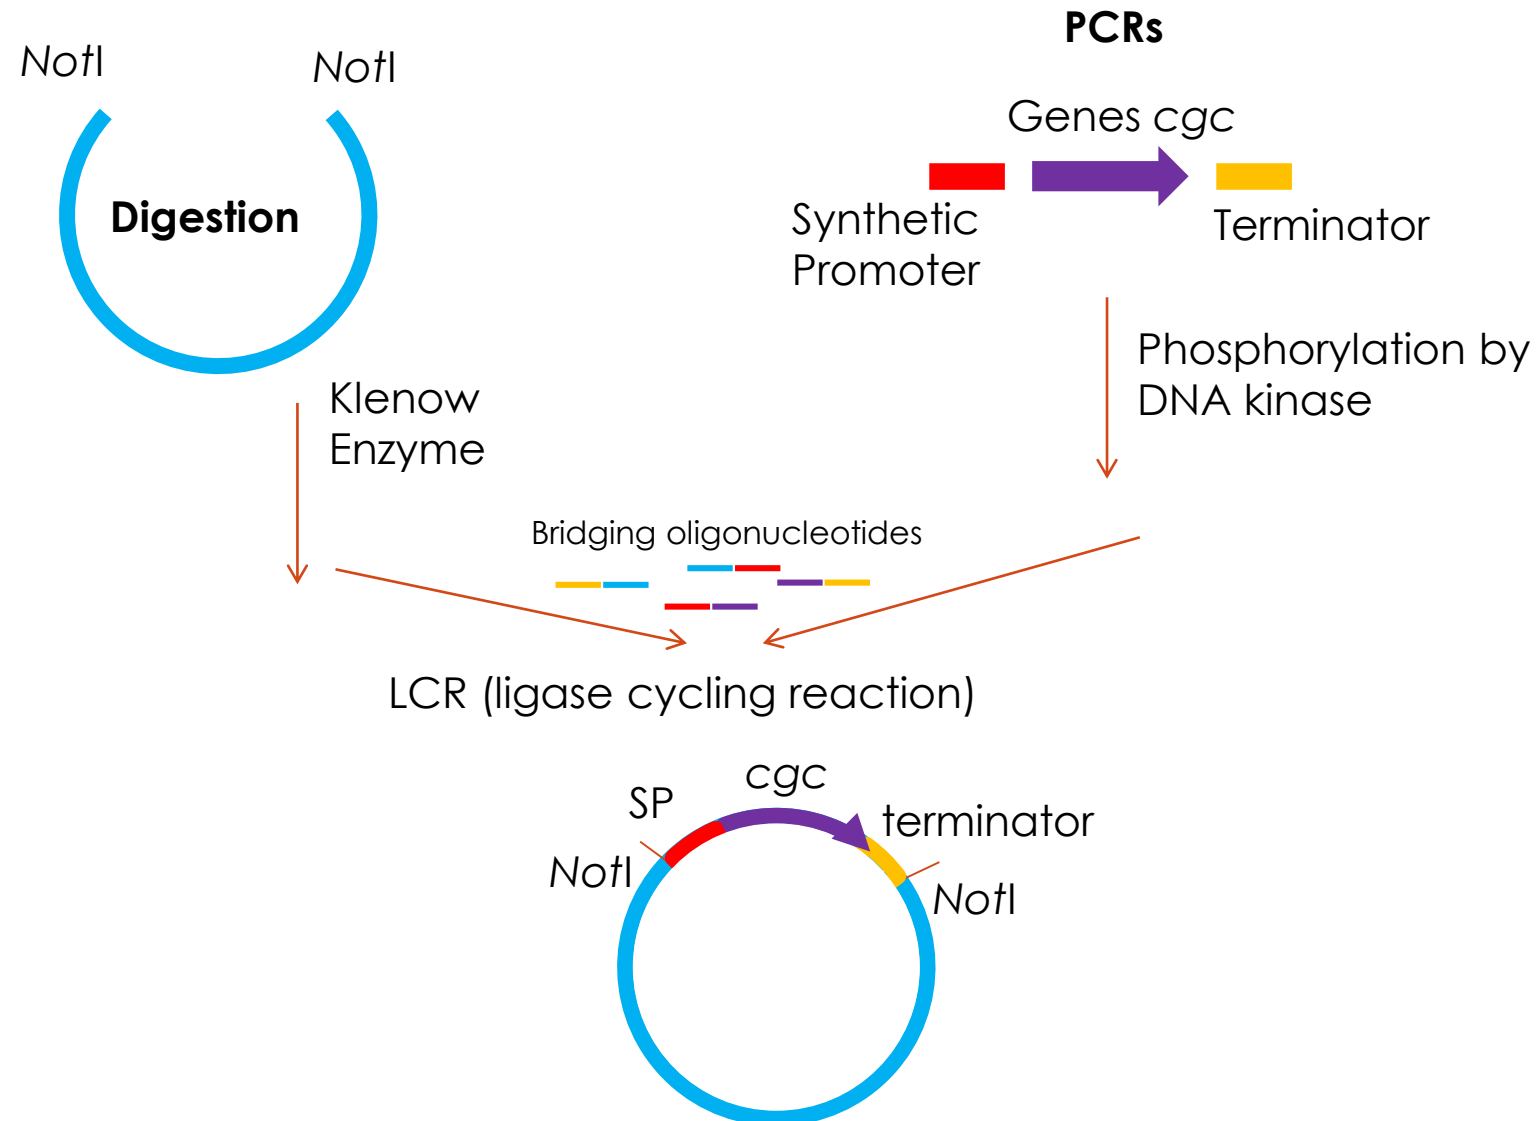 PCRs
NotI
NotI
Digestion
Genes cgc
Synthetic
Promoter
Terminator
Klenow
Enzyme
Phosphorylation by
DNA kinase
Bridging oligonucleotides
LCR (ligase cycling reaction)
cgc
SP
terminator
NotI
NotI